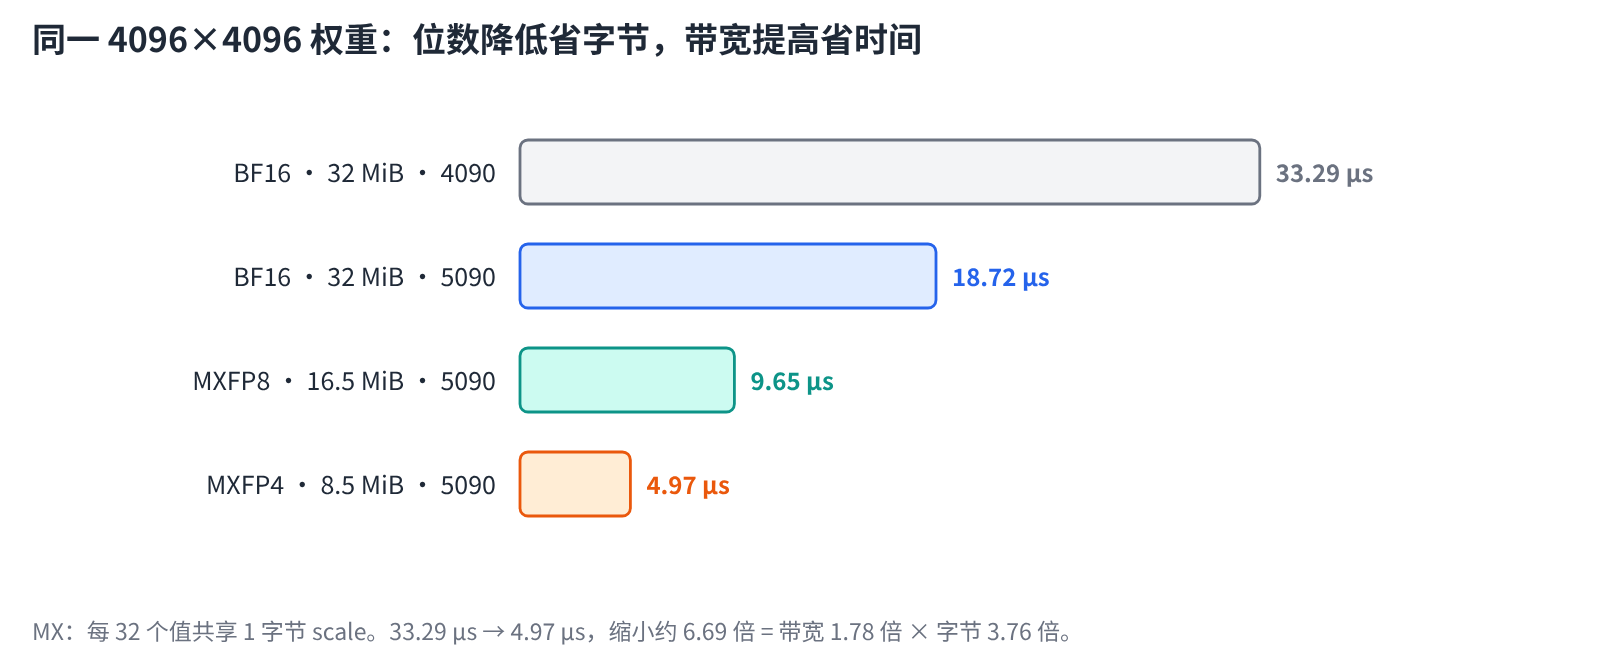 同一 4096×4096 权重：位数降低省字节，带宽提高省时间
BF16 · 32 MiB · 4090
33.29 µs
BF16 · 32 MiB · 5090
18.72 µs
MXFP8 · 16.5 MiB · 5090
9.65 µs
MXFP4 · 8.5 MiB · 5090
4.97 µs
MX：每 32 个值共享 1 字节 scale。33.29 µs → 4.97 µs，缩小约 6.69 倍 = 带宽 1.78 倍 × 字节 3.76 倍。